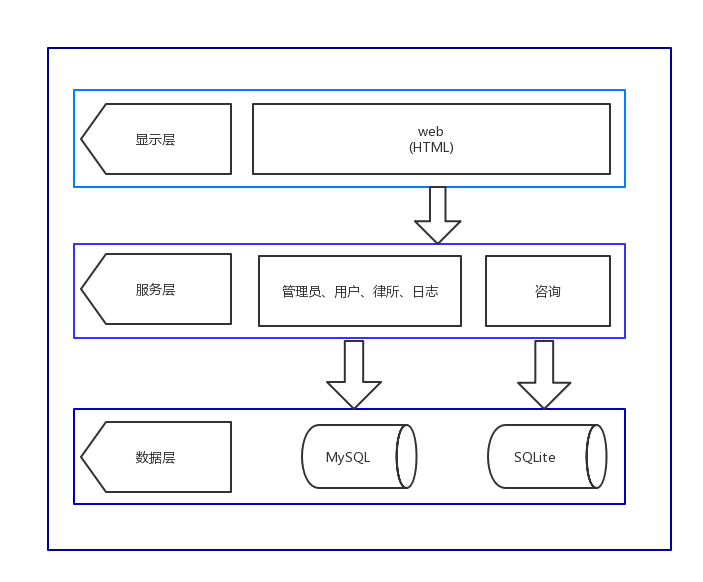 显示层
web
(HTML)
服务层
管理员、用户、律所、日志
咨询
数据层
MySQL
SQLite